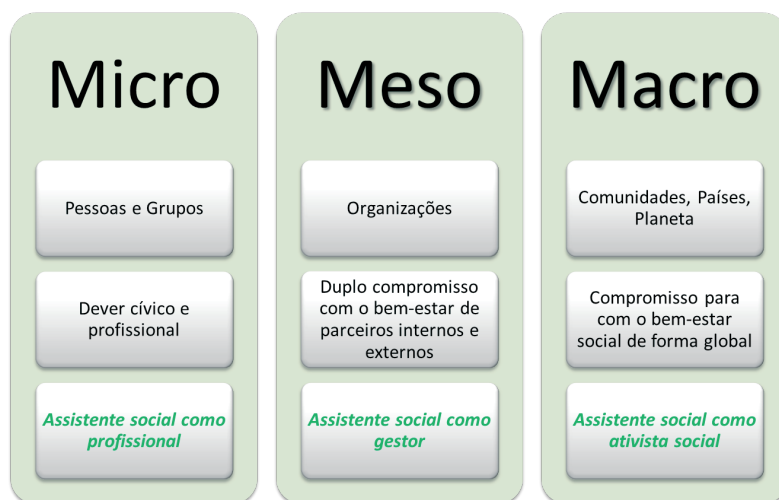 Micro
Pessoas e Grupos
Dever cívico e
profissional
Assistente social como
profissional
Meso
Organizações
Duplo compromisso
com o bem-estar de
parceiros internos e
externos
Assistente social como
gestor
Macro
Comunidades, Países,
Planeta
Compromisso para
com o bem-estar
social de forma global
Assistente social como
ativista social